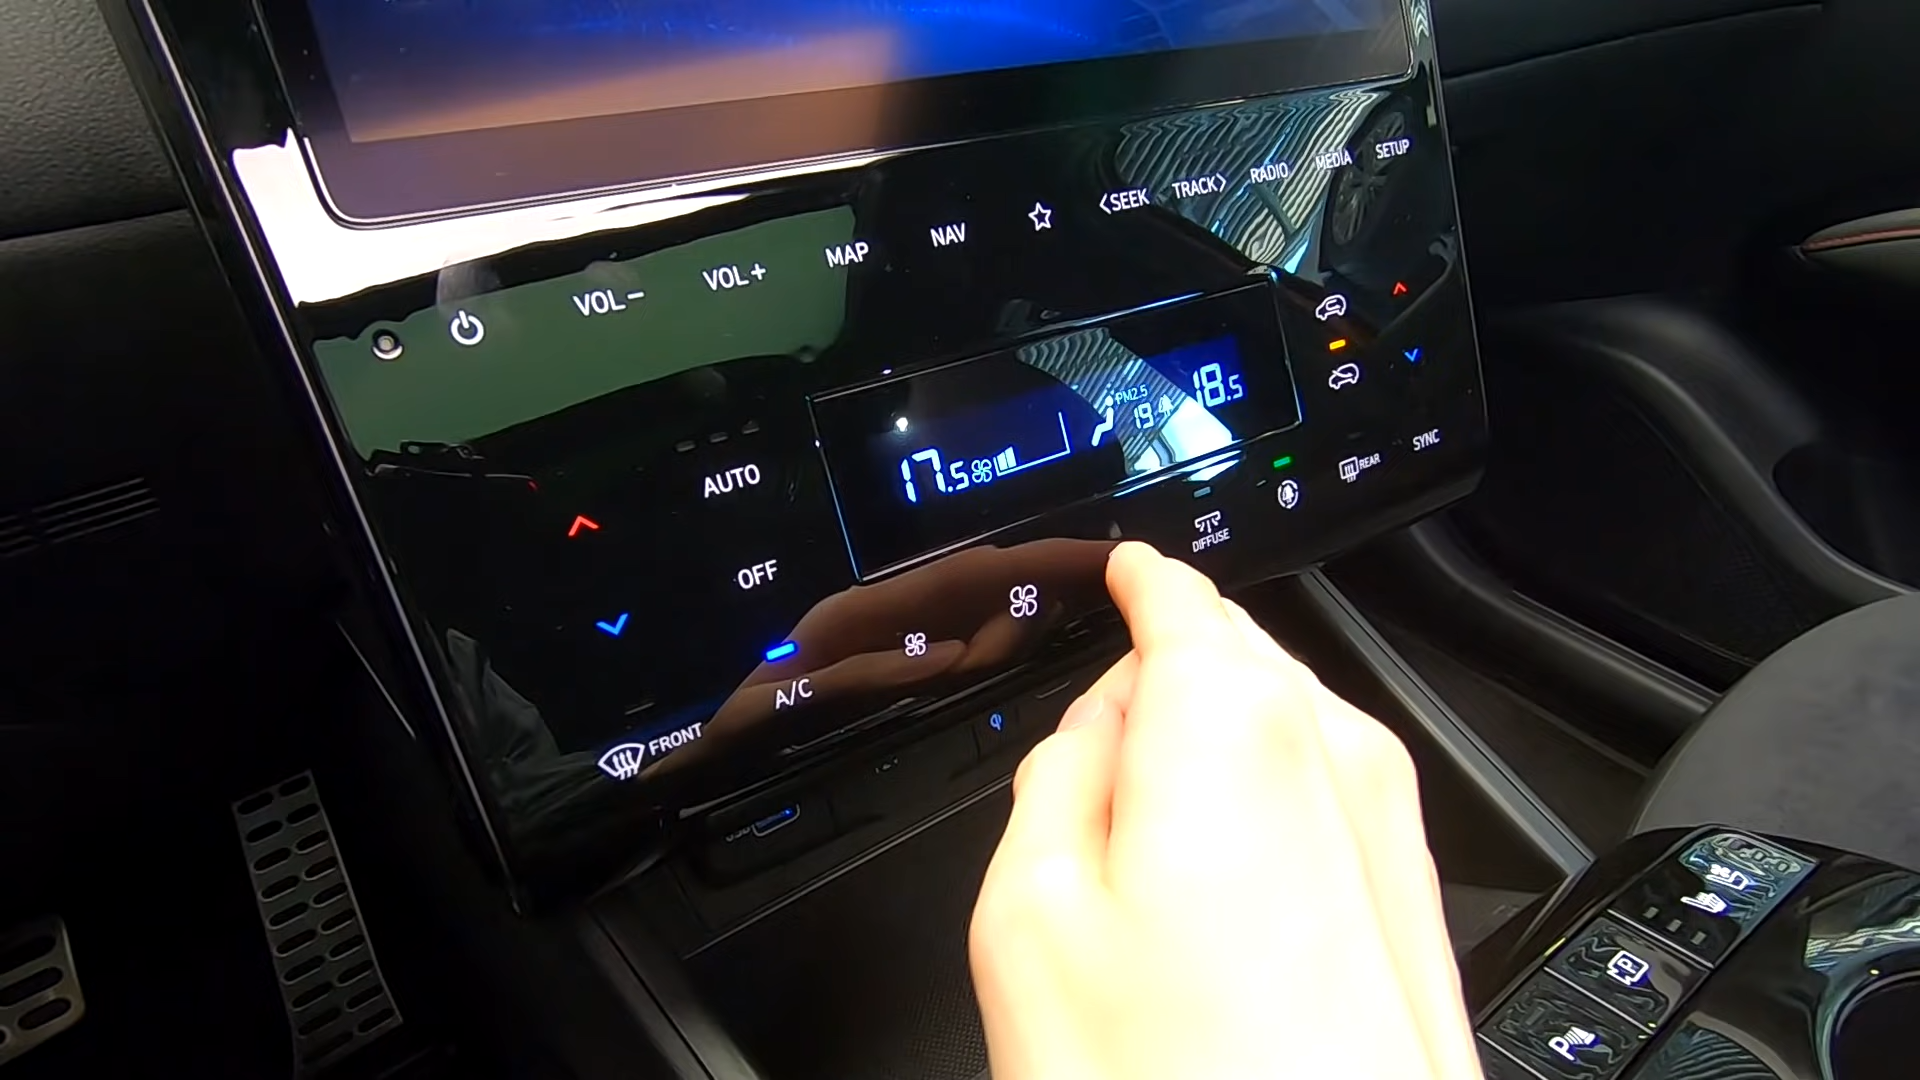 VOL− VOL+ MAP NAV <SEEK TRACK> RADIO MEDIA SETUP
AUTO
17.5
PM2.5
19
18.5
OFF
DIFFUSE
REAR
SYNC
A/C
FRONT
P
P